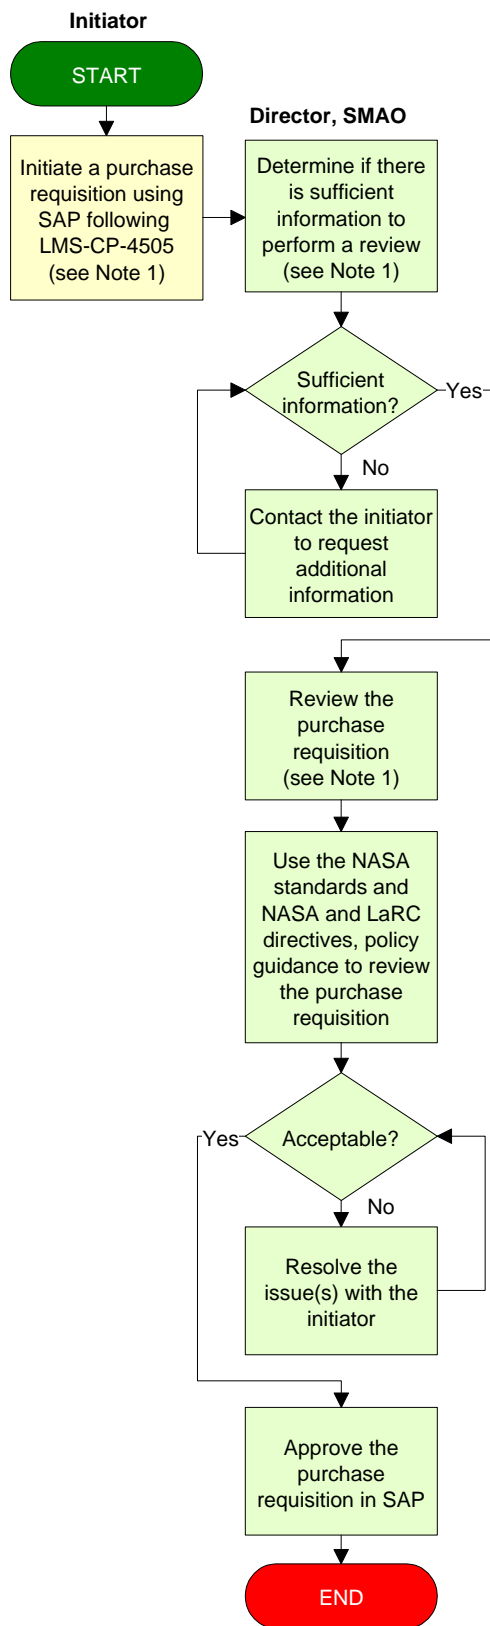 Initiator
START
Director, SMAO
Initiate a purchase
requisition using
SAP following
LMS-CP-4505
(see Note 1)
Determine if there
is sufficient
information to
perform a review
(see Note 1)
Sufficient
information?
Yes
No
Contact the initiator
to request
additional
information
Review the
purchase
requisition
(see Note 1)
Use the NASA
standards and
NASA and LaRC
directives, policy
guidance to review
the purchase
requisition
Yes
Acceptable?
No
Resolve the
issue(s) with the
initiator
Approve the
purchase
requisition in SAP
END